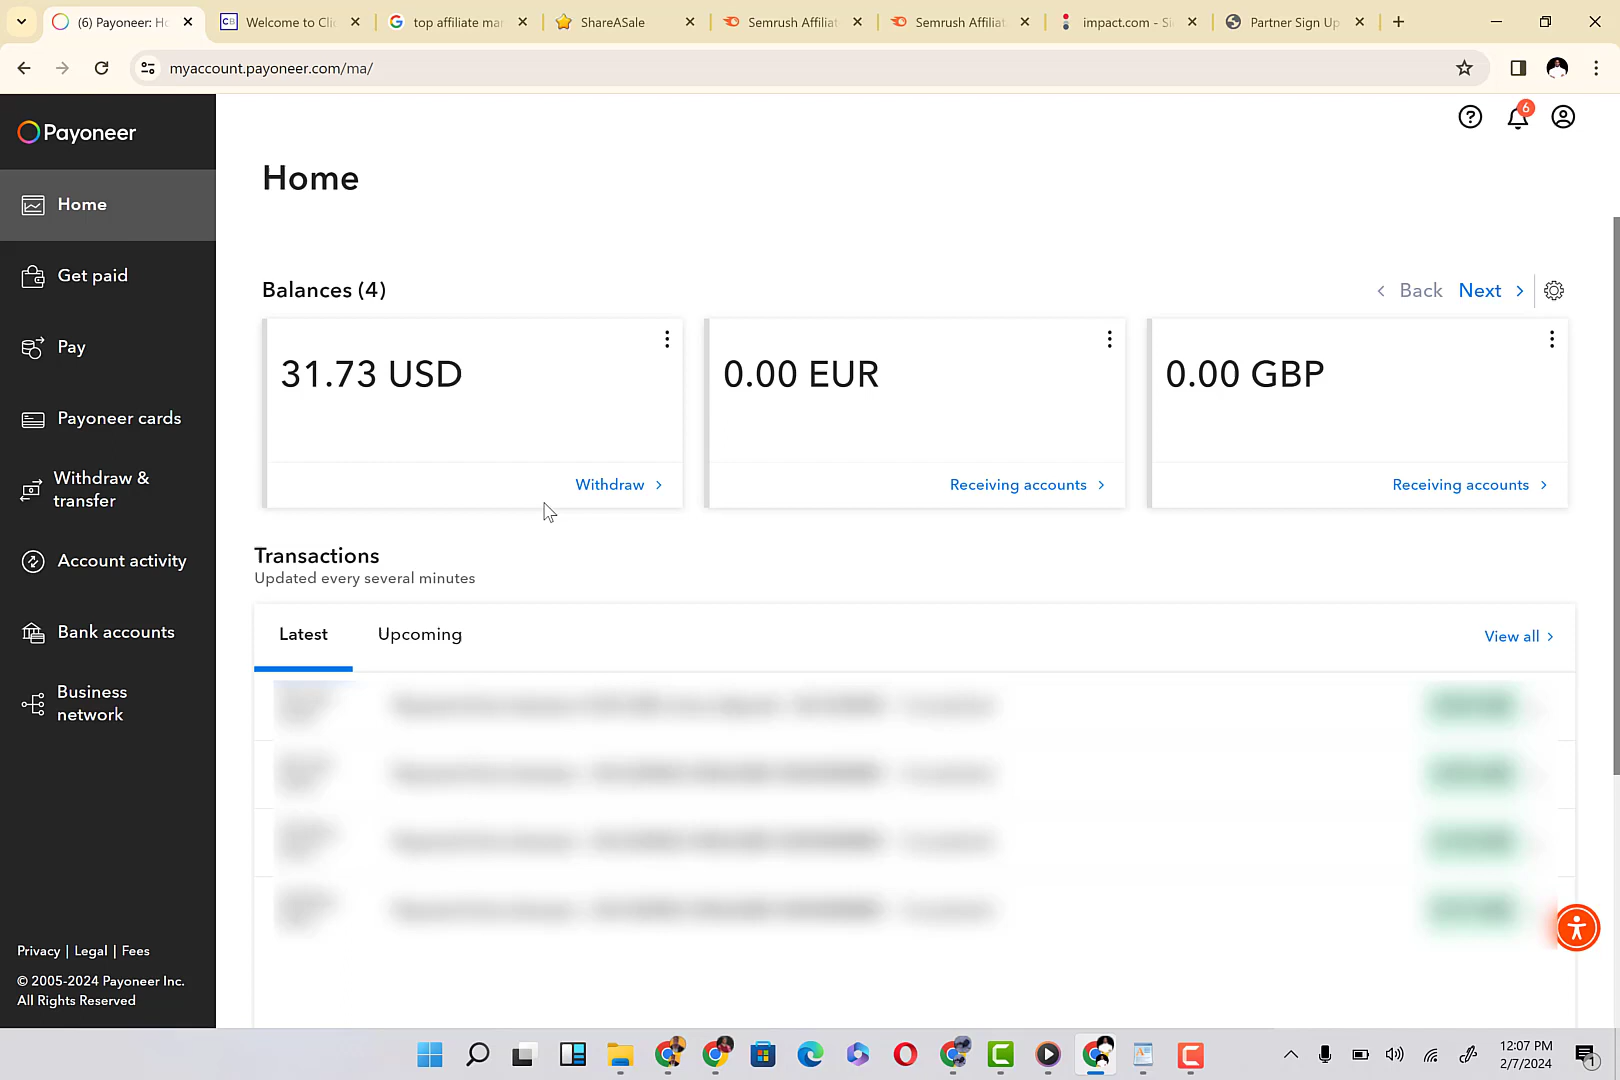 (6) Payoneer: Ho
Welcome to Cli
top affiliate mar
ShareASale
Semrush Affiliat
Semrush Affiliat
impact.com - Si
Partner Sign Up
myaccount.payoneer.com/ma/
Payoneer
6
Home
Home
Get paid
Pay
Payoneer cards
Withdraw &
transfer
Account activity
Bank accounts
Business
network
Balances (4)
Back
Next
31.73 USD
Withdraw
0.00 EUR
Receiving accounts
0.00 GBP
Receiving accounts
Transactions
Updated every several minutes
Latest
Upcoming
View all
Privacy | Legal | Fees
© 2005-2024 Payoneer Inc.
All Rights Reserved
12:07 PM
2/7/2024
1